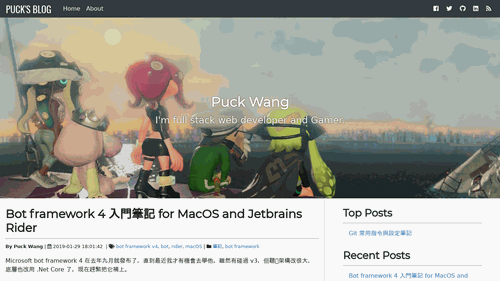 PUCK'S BLOG Home About
Puck Wang
I'm full stack web developer and Gamer.
Bot framework 4 入門筆記 for MacOS and Jetbrains
Rider
By Puck Wang | 2019-01-29 18:01:42 | bot framework v4, bot, rider, macOS | 筆記, bot framework
Microsoft bot framework 4 在去年九月就發布了，直到最近我才有機會去學他，雖然有碰過 v3，但聽架構改很大，
底層也改用 .Net Core 了，現在趕緊把它補上。
Top Posts
Git 常用指令與設定筆記
Recent Posts
Bot framework 4 入門筆記 for MacOS and